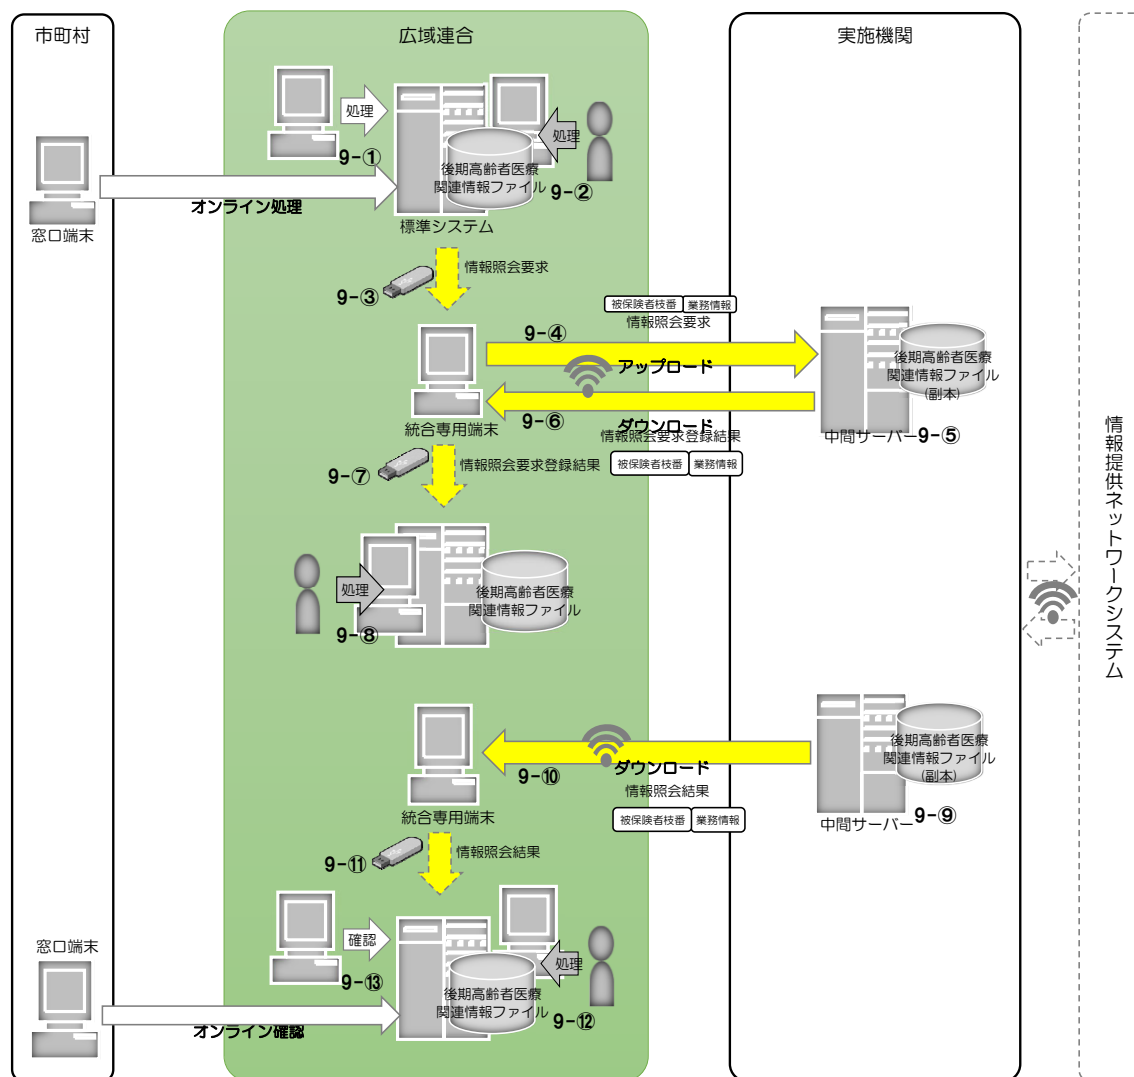 市町村
広域連合
実施機関
処理
処理
9-①
後期高齢者医療
関連情報ファイル
9-②
オンライン処理
窓口端末
標準システム
情報照会要求
9-③
被保険者枝番
業務情報
情報照会要求
9-④
アップロード
後期高齢者医療
関連情報ファイル
(副本)
9-⑥
ダウンロード
統合専用端末
情報照会要求登録結果
中間サーバー
9-⑤
9-⑦
情報照会要求登録結果
被保険者枝番
業務情報
情報提供ネットワークシステム
処理
後期高齢者医療
関連情報ファイル
9-⑧
後期高齢者医療
関連情報ファイル
(副本)
9-⑩
ダウンロード
情報照会結果
統合専用端末
被保険者枝番
業務情報
中間サーバー
9-⑨
9-⑪
情報照会結果
窓口端末
確認
処理
9-⑬
後期高齢者医療
関連情報ファイル
9-⑫
オンライン確認